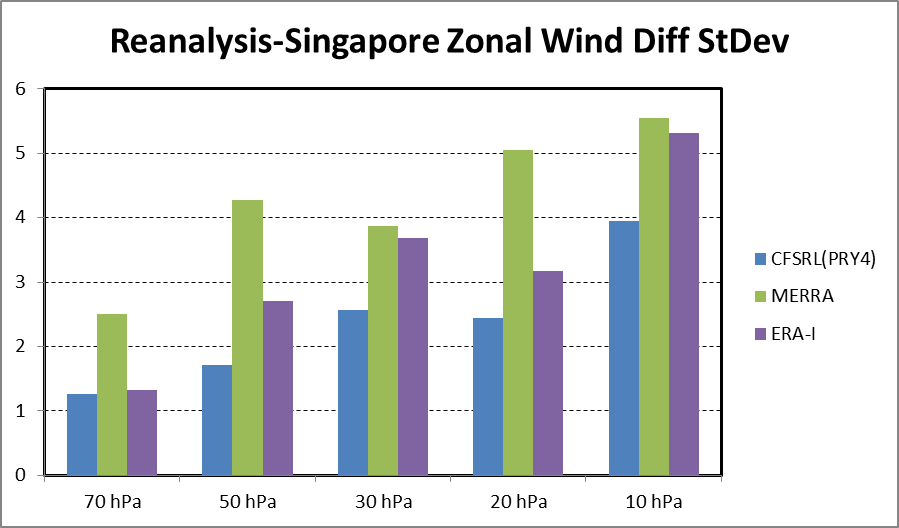 Reanalysis-Singapore Zonal Wind Diff StDev
6
5
4
3
2
1
0
70 hPa 50 hPa 30 hPa 20 hPa 10 hPa
CFSRL(PRY4)
MERRA
ERA-I